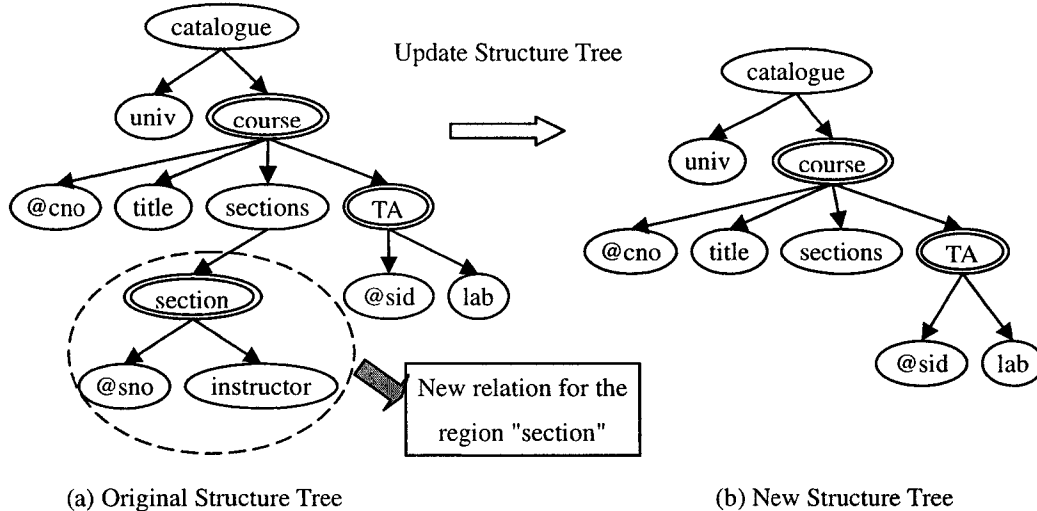 catalogue
Update Structure Tree
univ
course
@cno
title
sections
TA
section
@sid
lab
@sno
instructor
New relation for the
region "section"
(a) Original Structure Tree
catalogue
univ
course
@cno
title
sections
TA
@sid
lab
(b) New Structure Tree